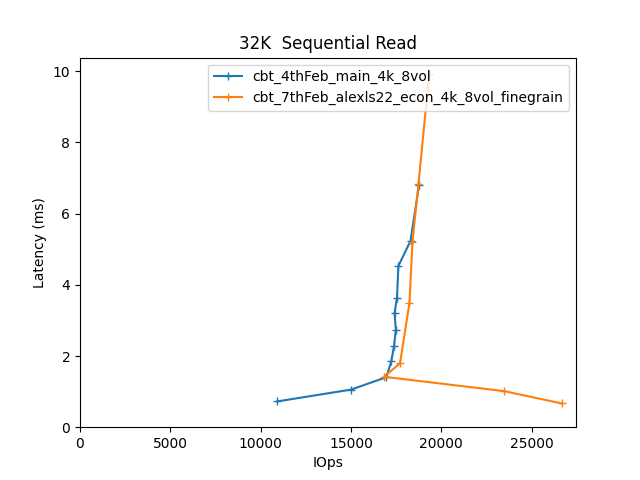 32K  Sequential Read
cbt_4thFeb_main_4k_8vol
cbt_7thFeb_alexls22_econ_4k_8vol_finegrain
10
8
6
4
2
0
Latency (ms)
0 5000 10000 15000 20000 25000
IOps